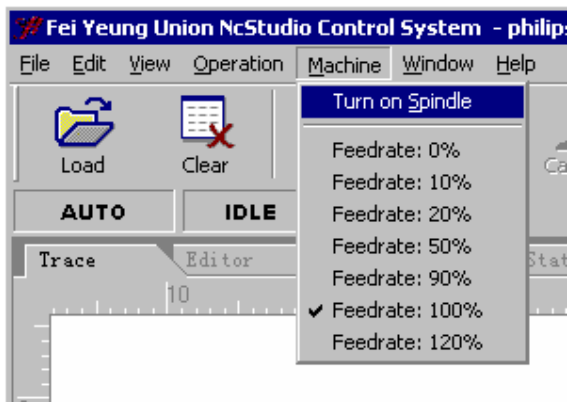 Fei Yeung Union NcStudio Control System - philips
File Edit View Operation Machine Window Help
Turn on Spindle
Load Clear
Feedrate: 0%
Feedrate: 10%
Feedrate: 20%
Feedrate: 50%
Feedrate: 90%
Feedrate: 100%
Feedrate: 120%
AUTO IDLE
Trace Editor
10